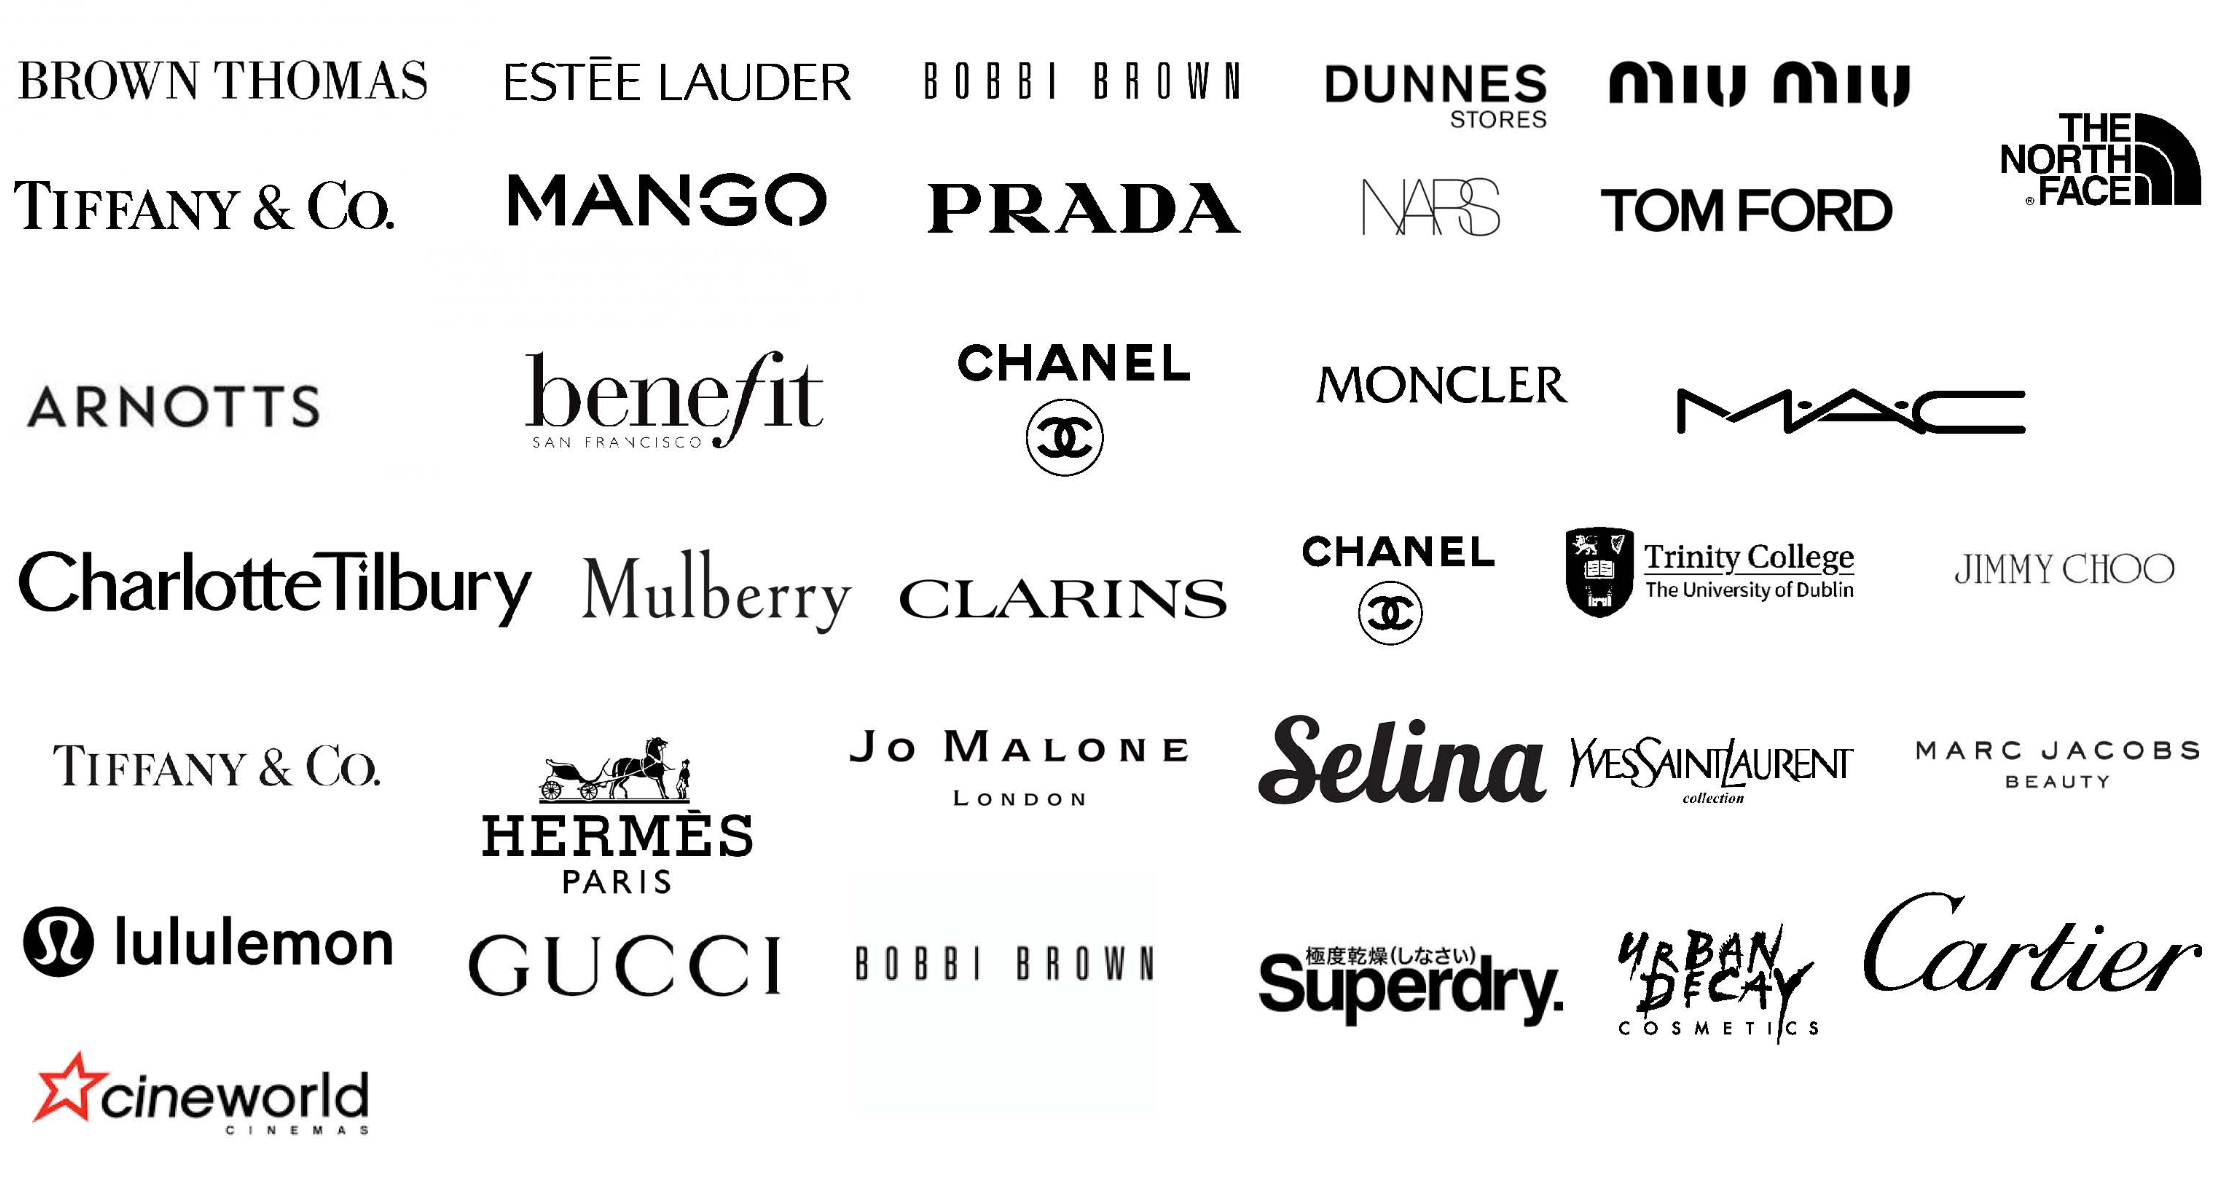 BROWN THOMAS
ESTĒE LAUDER
BOBBI BROWN
DUNNES
STORES
MIU MIU
THE
NORTH
FACE
®
TIFFANY & CO.
MANGO
PRADA
NARS
TOM FORD
ARNOTTS
benefit
SAN FRANCISCO
CHANEL
MONCLER
M·A·C
CharlotteTilbury
Mulberry
CLARINS
CHANEL
Trinity College
The University of Dublin
JIMMY CHOO
TIFFANY & CO.
HERMÈS
PARIS
JO MALONE
LONDON
Selina
YVESSAINTLAURENT
collection
MARC JACOBS
BEAUTY
lululemon
GUCCI
BOBBI BROWN
極度乾燥(しなさい)
Superdry.
URBAN
DECAY
COSMETICS
Cartier
cineworld
CINEMAS